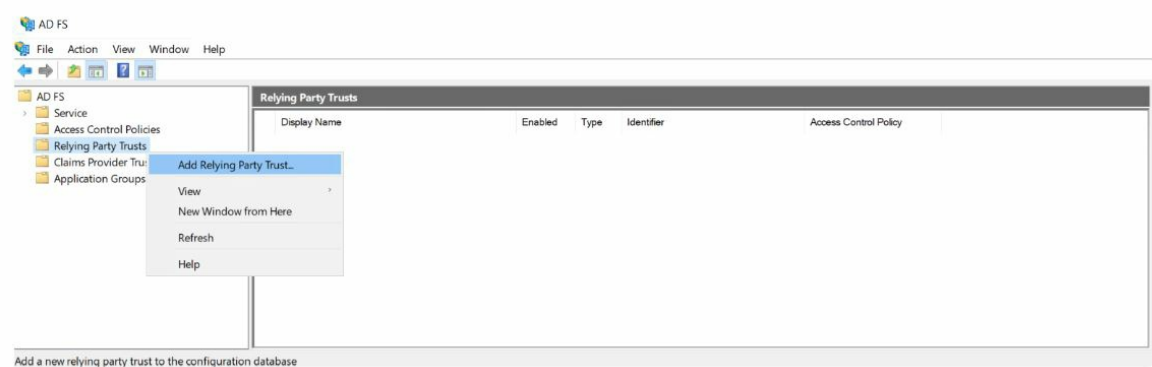 AD FS
File Action View Window Help
AD FS
Service
Access Control Policies
Relying Party Trusts
Claims Provider Tru
Application Groups
Relying Party Trusts
Display Name Enabled Type Identifier Access Control Policy
Add Relying Party Trust...
View
New Window from Here
Refresh
Help
Add a new relying party trust to the configuration database